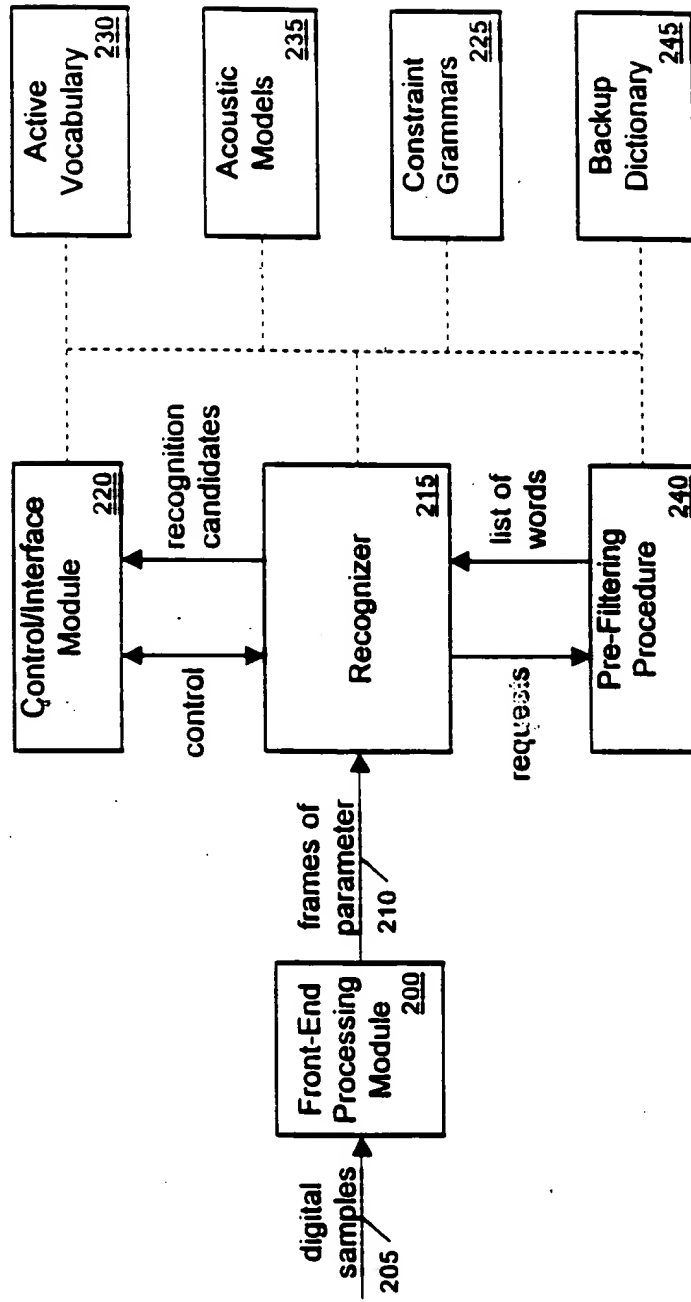 digital
samples
205
Front-End
Processing
Module
200
frames of
parameter
210
Control/Interface
Module
220
control
recognition
candidates
Recognizer
215
requests
list of
words
Pre-Filtering
Procedure
240
Active
Vocabulary
230
Acoustic
Models
235
Constraint
Grammars
225
Backup
Dictionary
245